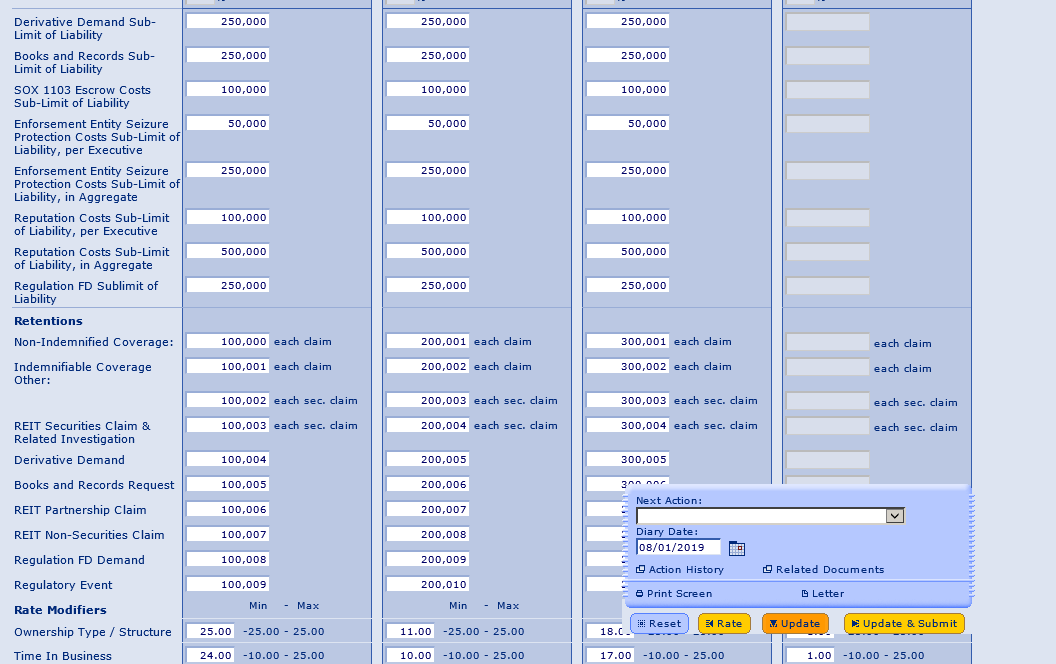 Derivative Demand Sub-
Limit of Liability
250,000 250,000 250,000
Books and Records Sub-
Limit of Liability
250,000 250,000 250,000
SOX 1103 Escrow Costs
Sub-Limit of Liability
100,000 100,000 100,000
Enforsement Entity Seizure
Protection Costs Sub-Limit of
Liability, per Executive
50,000 50,000 50,000
Enforsement Entity Seizure
Protection Costs Sub-Limit of
Liability, in Aggregate
250,000 250,000 250,000
Reputation Costs Sub-Limit
of Liability, per Executive
100,000 100,000 100,000
Reputation Costs Sub-Limit
of Liability, in Aggregate
500,000 500,000 500,000
Regulation FD Sublimit of
Liability
250,000 250,000 250,000
Retentions
Non-Indemnified Coverage: 100,000 each claim 200,001 each claim 300,001 each claim each claim
Indemnifiable Coverage
Other:
100,001 each claim 200,002 each claim 300,002 each claim each claim
100,002 each sec. claim 200,003 each sec. claim 300,003 each sec. claim each sec. claim
REIT Securities Claim &
Related Investigation
100,003 each sec. claim 200,004 each sec. claim 300,004 each sec. claim each sec. claim
Derivative Demand 100,004 200,005 300,005
Books and Records Request 100,005 200,006 300,006
REIT Partnership Claim 100,006 200,007
REIT Non-Securities Claim 100,007 200,008
Regulation FD Demand 100,008 200,009
Regulatory Event 100,009 200,010
Rate Modifiers Min - Max Min - Max
Ownership Type / Structure 25.00 -25.00 - 25.00 11.00 -25.00 - 25.00 18.0
Time In Business 24.00 -10.00 - 25.00 10.00 -10.00 - 25.00 17.00 -10.00 - 25.00 1.00 -10.00 - 25.00
Next Action:
Diary Date:
08/01/2019
Action History Related Documents
Print Screen Letter
Reset Rate Update Update & Submit